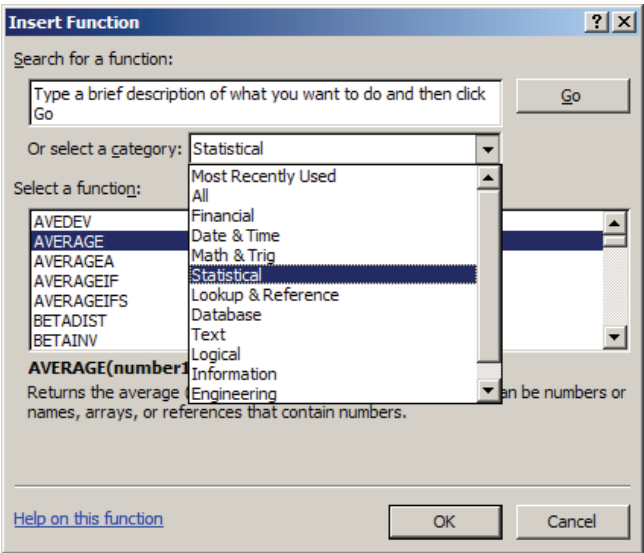 Insert Function
Search for a function:
Type a brief description of what you want to do and then click
Go
Go
Or select a category: Statistical
Most Recently Used
All
Financial
Date & Time
Math & Trig
Statistical
Lookup & Reference
Database
Text
Logical
Information
Engineering
Select a function:
AVEDEV
AVERAGE
AVERAGEA
AVERAGEIF
AVERAGEIFS
BETADIST
BETAINV
AVERAGE(number1
Returns the average an be numbers or
names, arrays, or references that contain numbers.
Help on this function
OK
Cancel